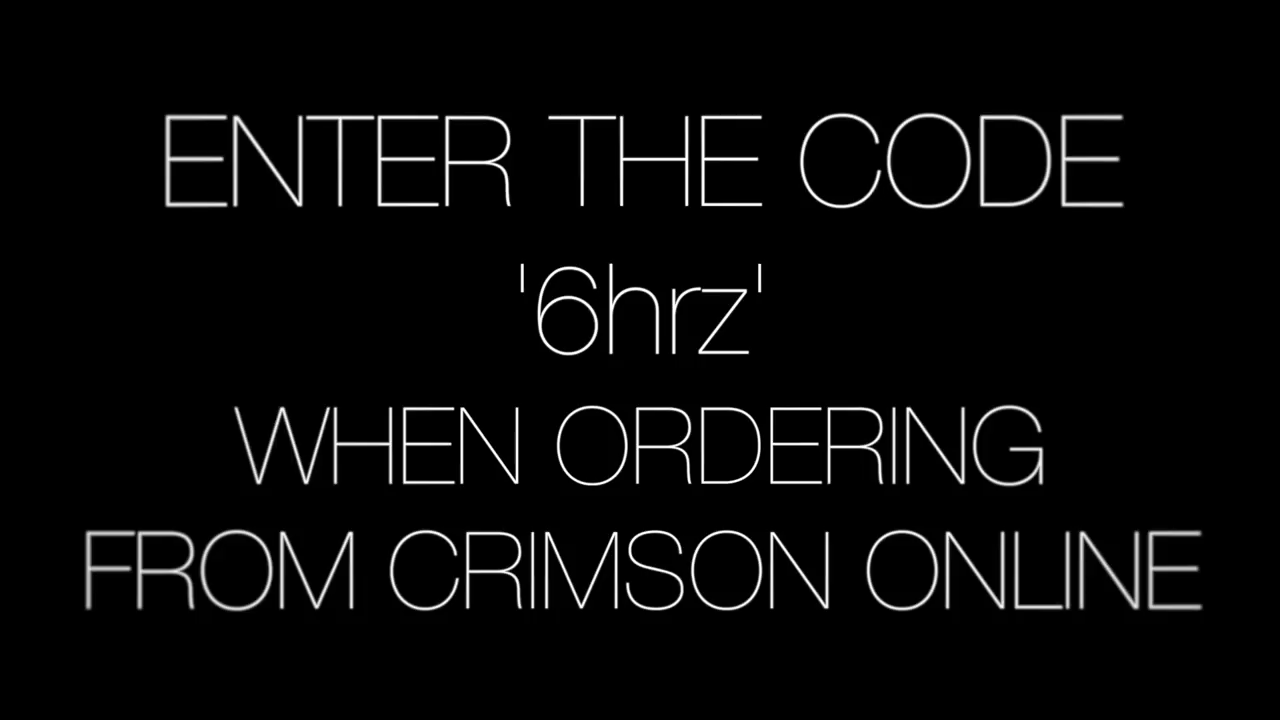 ENTER THE CODE
'6hrz'
WHEN ORDERING
FROM CRIMSON ONLINE